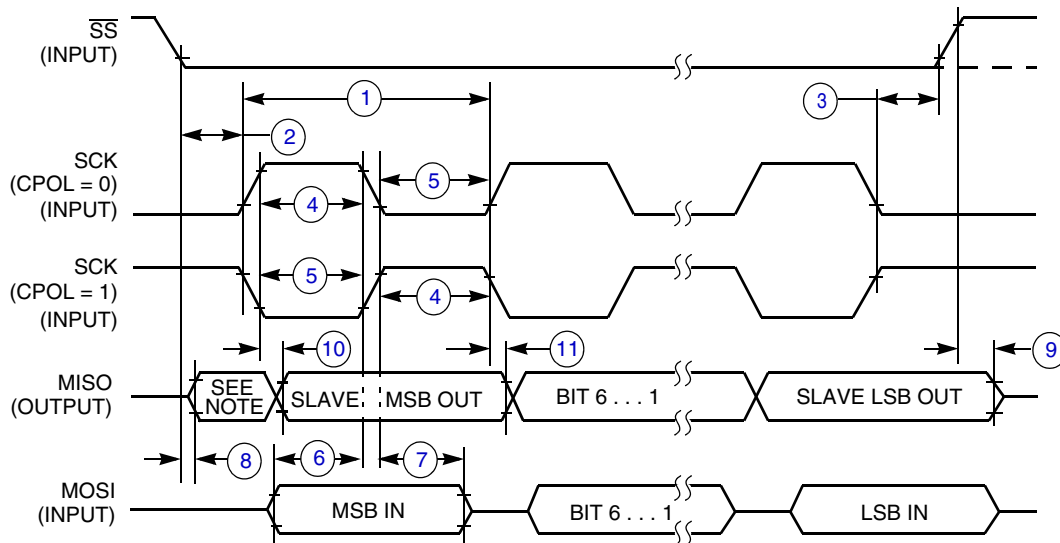 SS
(INPUT)
1
3
2
SCK
(CPOL = 0)
(INPUT)
5
4
SCK
(CPOL = 1)
(INPUT)
5
4
10
11
9
MISO
(OUTPUT)
SEE
NOTE
SLAVE
MSB OUT
BIT 6 . . . 1
SLAVE LSB OUT
8
6
7
MOSI
(INPUT)
MSB IN
BIT 6 . . . 1
LSB IN